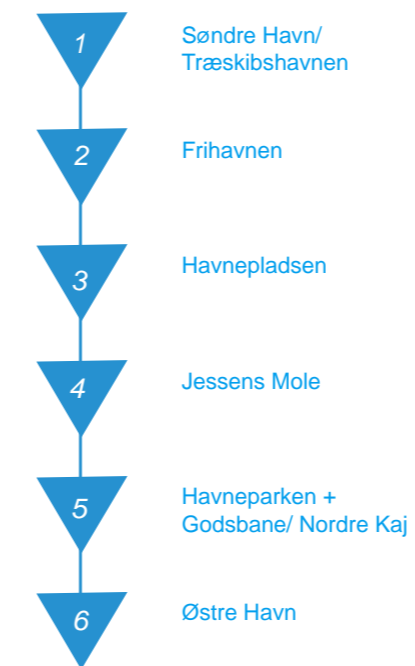 1
Søndre Havn/
Træskibshavnen
2
Frihavnen
3
Havnepladsen
4
Jessens Mole
5
Havneparken +
Godsbane/ Nordre Kaj
6
Østre Havn